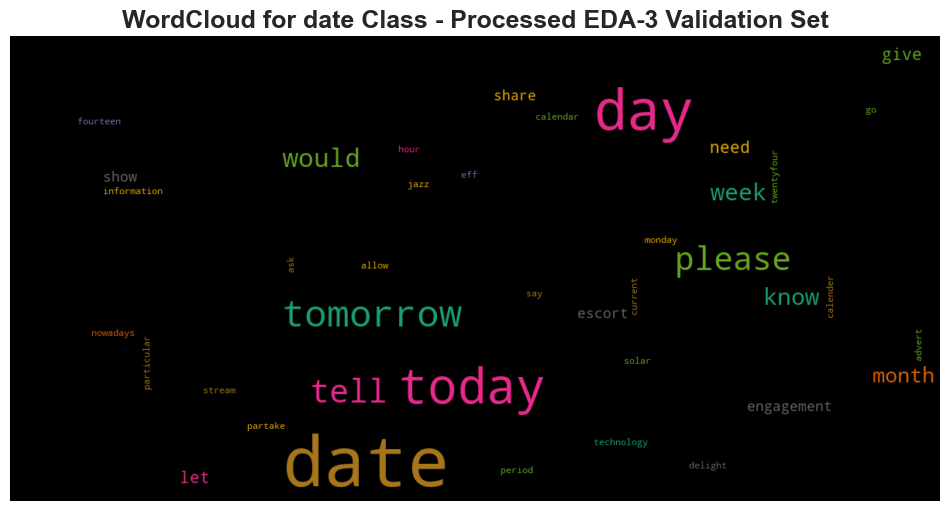 WordCloud for date Class - Processed EDA-3 Validation Set
give
share
day
go
calendar
fourteen
hour
need
would
twentyfour
eff
show
jazz
week
information
monday
please
ask
allow
know
calender
current
say
escort
tomorrow
nowadays
advert
particular
solar
month
today
tell
stream
engagement
partake
technology
date
delight
period
let